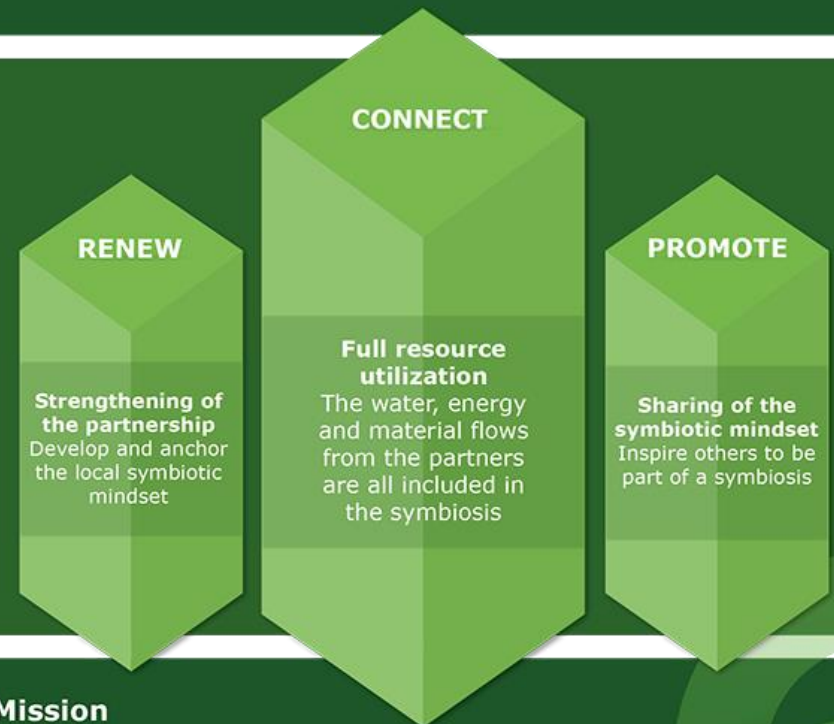 CONNECT
RENEW
PROMOTE
Strengthening of
the partnership
Develop and anchor
the local symbiotic
mindset
Full resource
utilization
The water, energy
and material flows
from the partners
are all included in
the symbiosis
Sharing of the
symbiotic mindset
Inspire others to be
part of a symbiosis
Mission